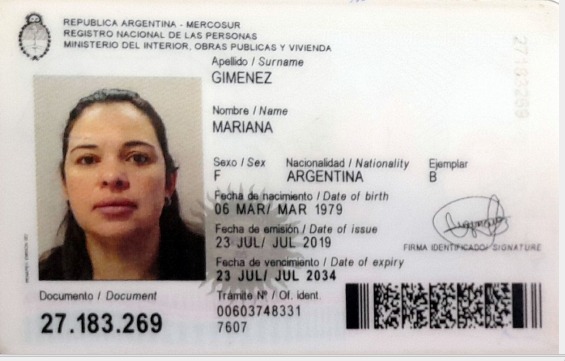 REPUBLICA ARGENTINA - MERCOSUR
REGISTRO NACIONAL DE LAS PERSONAS
MINISTERIO DEL INTERIOR, OBRAS PUBLICAS Y VIVIENDA
Apellido / Surname
GIMENEZ
Nombre / Name
MARIANA
Sexo / Sex Nacionalidad / Nationality Ejemplar
F ARGENTINA B
Fecha de nacimiento / Date of birth
06 MAR/ MAR 1979
Fecha de emisión / Date of issue
23 JUL/ JUL 2019
FIRMA IDENTIFICADO/ SIGNATURE
Fecha de vencimiento / Date of expiry
23 JUL/ JUL 2034
Documento / Document Tramite Nº / Of. ident.
27.183.269 00603748331
7607
27183269